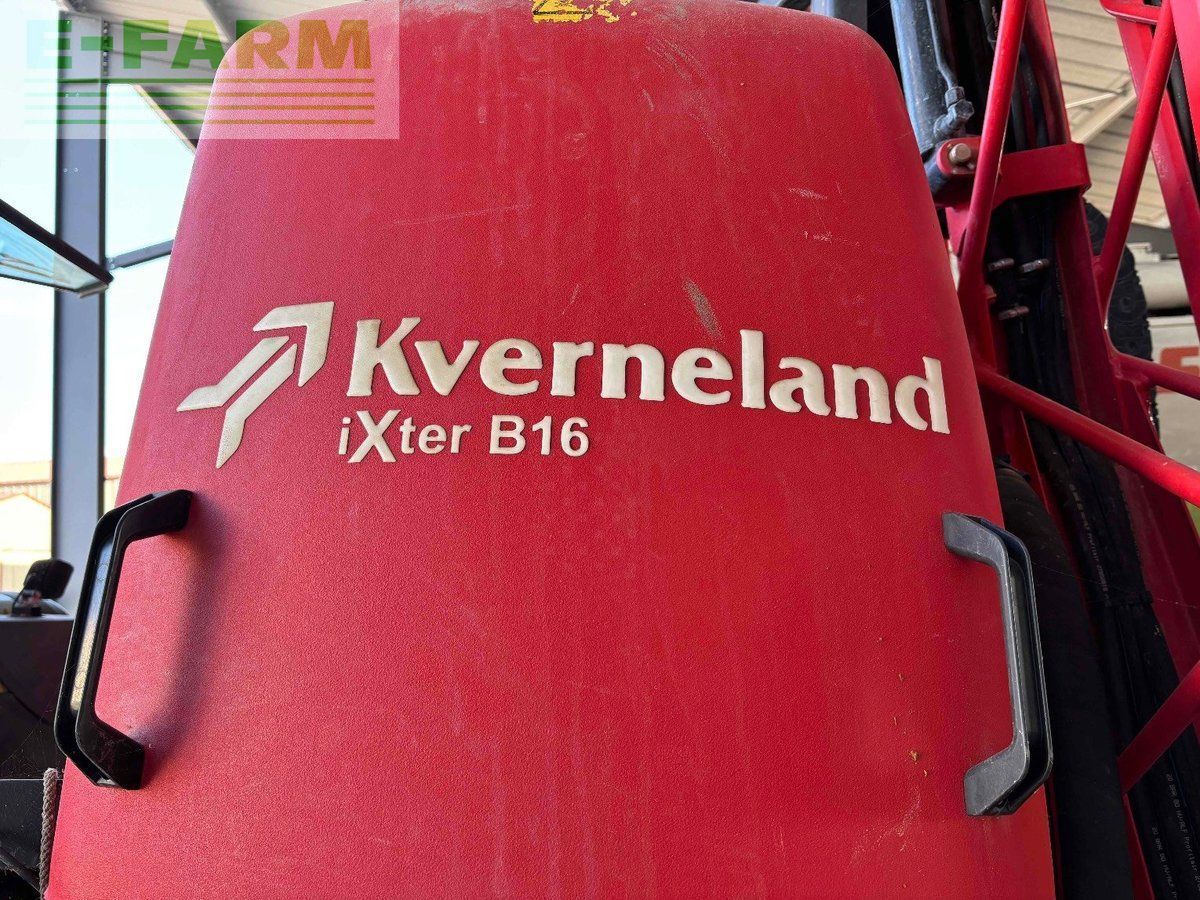 E-FARM
Kverneland
iXter B16